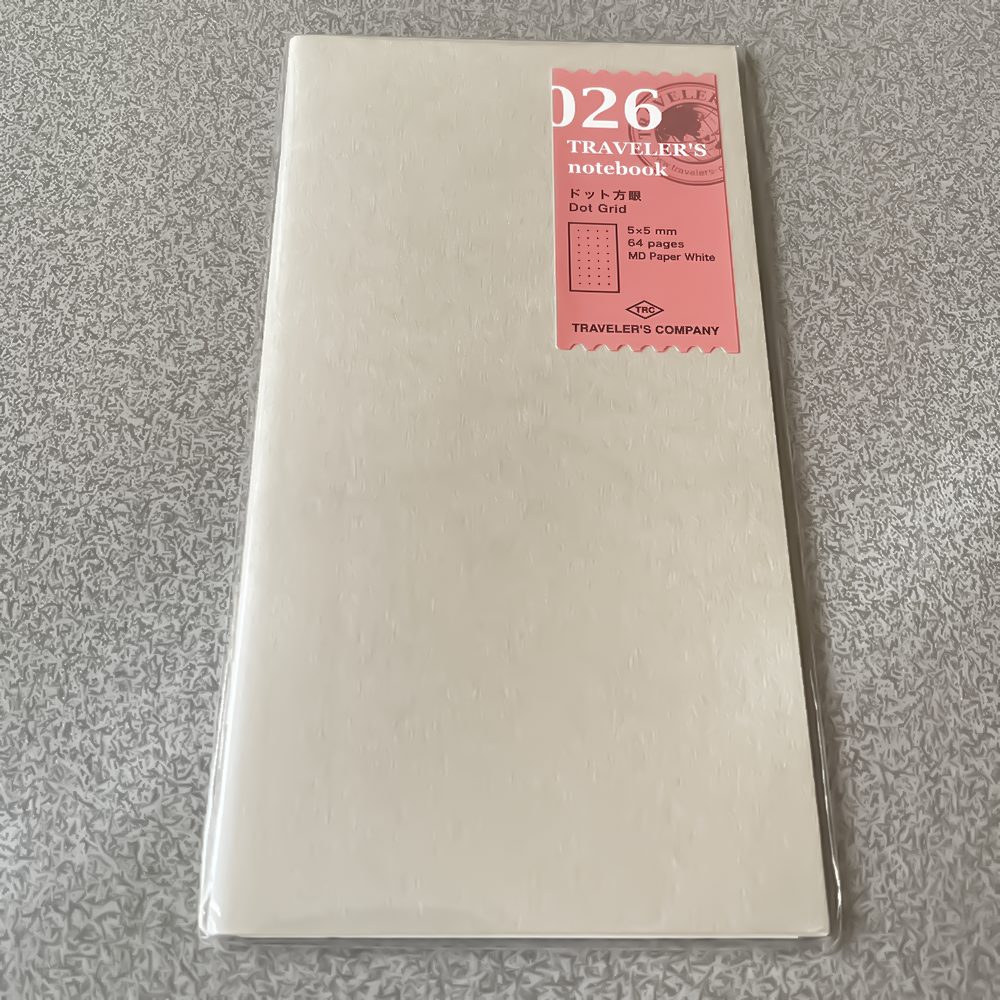 026
TRAVELER'S
notebook
ドット方眼
Dot Grid
5×5 mm
64 pages
MD Paper White
TRC
TRAVELER'S COMPANY